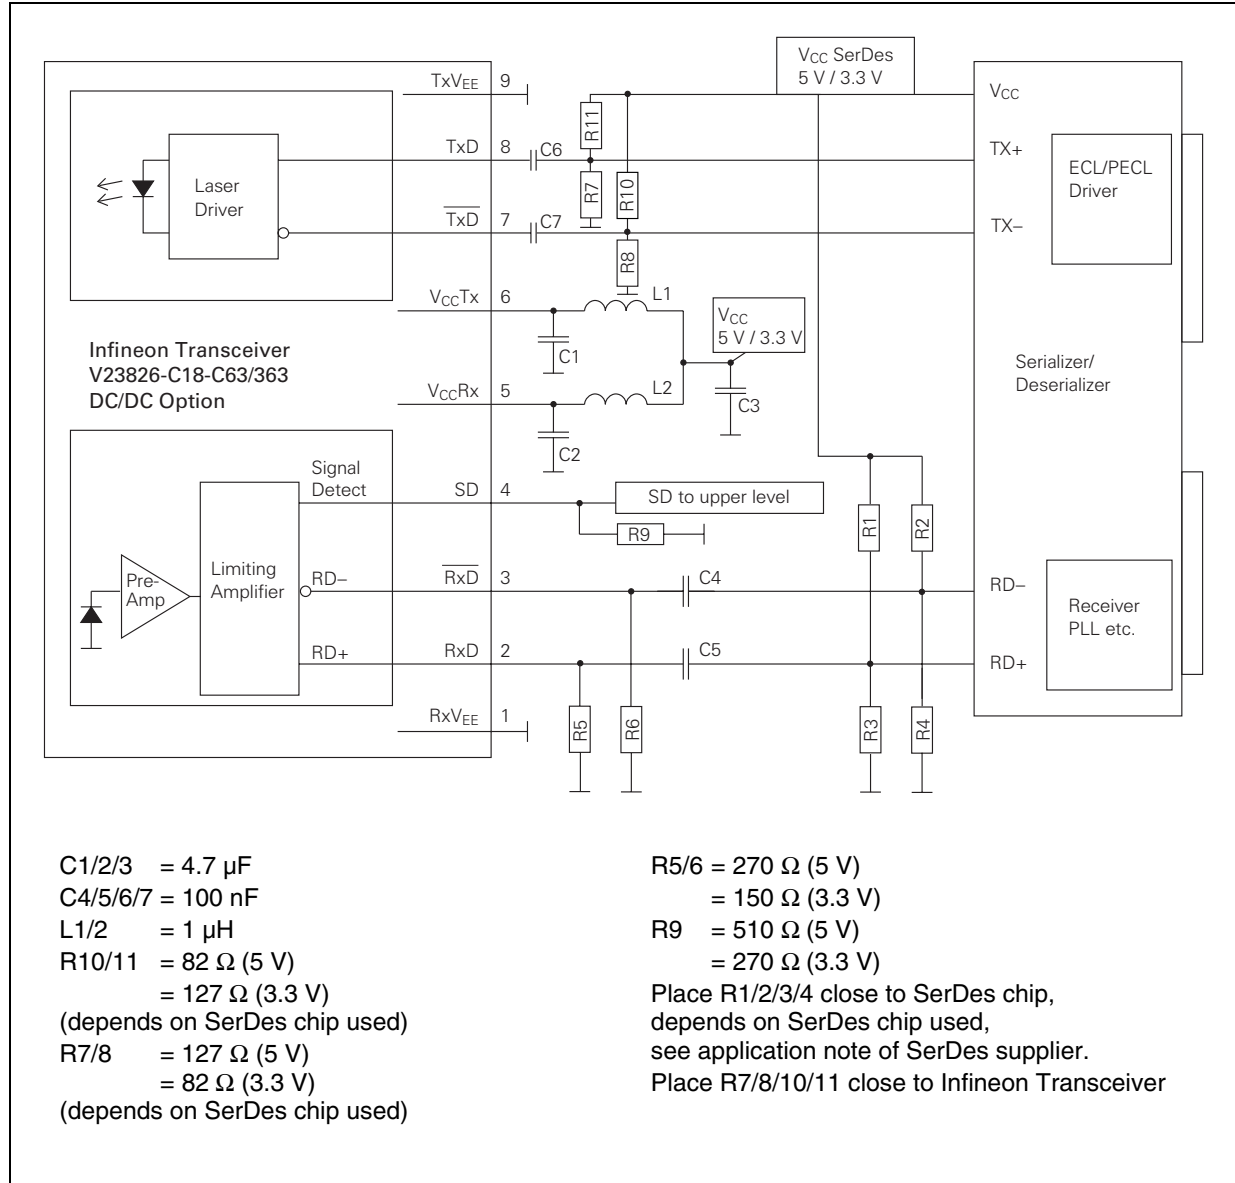 VCC SerDes
5 V / 3.3 V
TxVEE 9
VCC
R11
TxD 8
C6
TX+
Laser
Driver
R7
R10
ECL/PECL
Driver
TxD 7
C7
TX–
R8
VCCTx 6
L1
VCC
5 V / 3.3 V
C1
Infineon Transceiver
V23826-C18-C63/363
DC/DC Option
Serializer/
Deserializer
VCCRx 5
L2
C3
C2
Signal
Detect
SD 4
SD to upper level
R9
R1
R2
Pre-
Amp
Limiting
Amplifier
RD–
RxD 3
C4
RD–
Receiver
PLL etc.
RD+
RxD 2
C5
RD+
RxVEE 1
R5
R6
R3
R4
C1/2/3 = 4.7 µF
C4/5/6/7 = 100 nF
L1/2 = 1 µH
R10/11 = 82 Ω (5 V)
= 127 Ω (3.3 V)
(depends on SerDes chip used)
R7/8 = 127 Ω (5 V)
= 82 Ω (3.3 V)
(depends on SerDes chip used)
R5/6 = 270 Ω (5 V)
= 150 Ω (3.3 V)
R9 = 510 Ω (5 V)
= 270 Ω (3.3 V)
Place R1/2/3/4 close to SerDes chip,
depends on SerDes chip used,
see application note of SerDes supplier.
Place R7/8/10/11 close to Infineon Transceiver